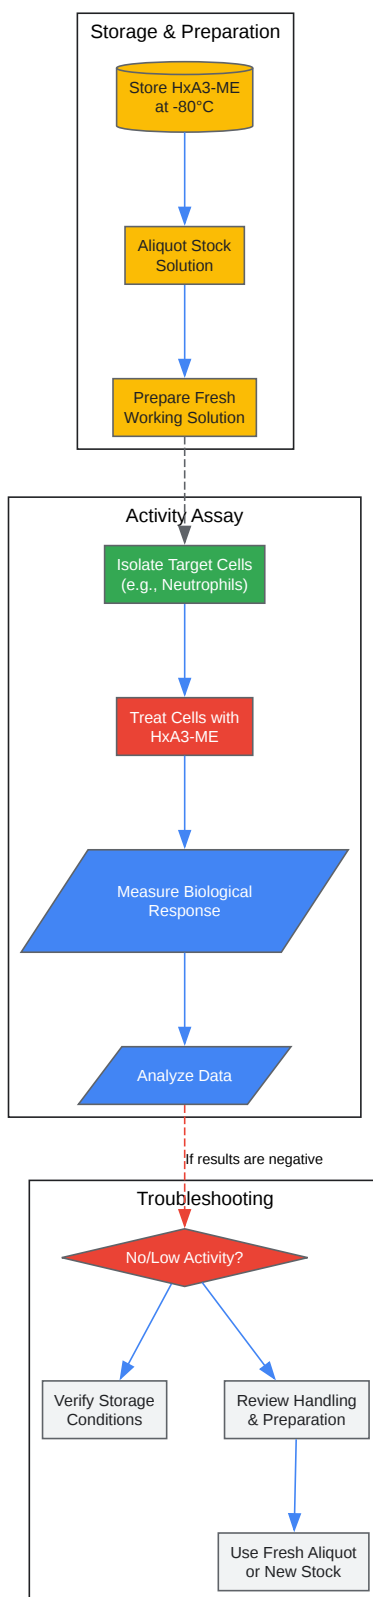 Storage & Preparation
Store HxA3-ME
at -80°C
Aliquot Stock
Solution
Prepare Fresh
Working Solution
Activity Assay
Isolate Target Cells
(e.g., Neutrophils)
Treat Cells with
HxA3-ME
Measure Biological
Response
Analyze Data
If results are negative
Troubleshooting
No/Low Activity?
Verify Storage
Conditions
Review Handling
& Preparation
Use Fresh Aliquot
or New Stock